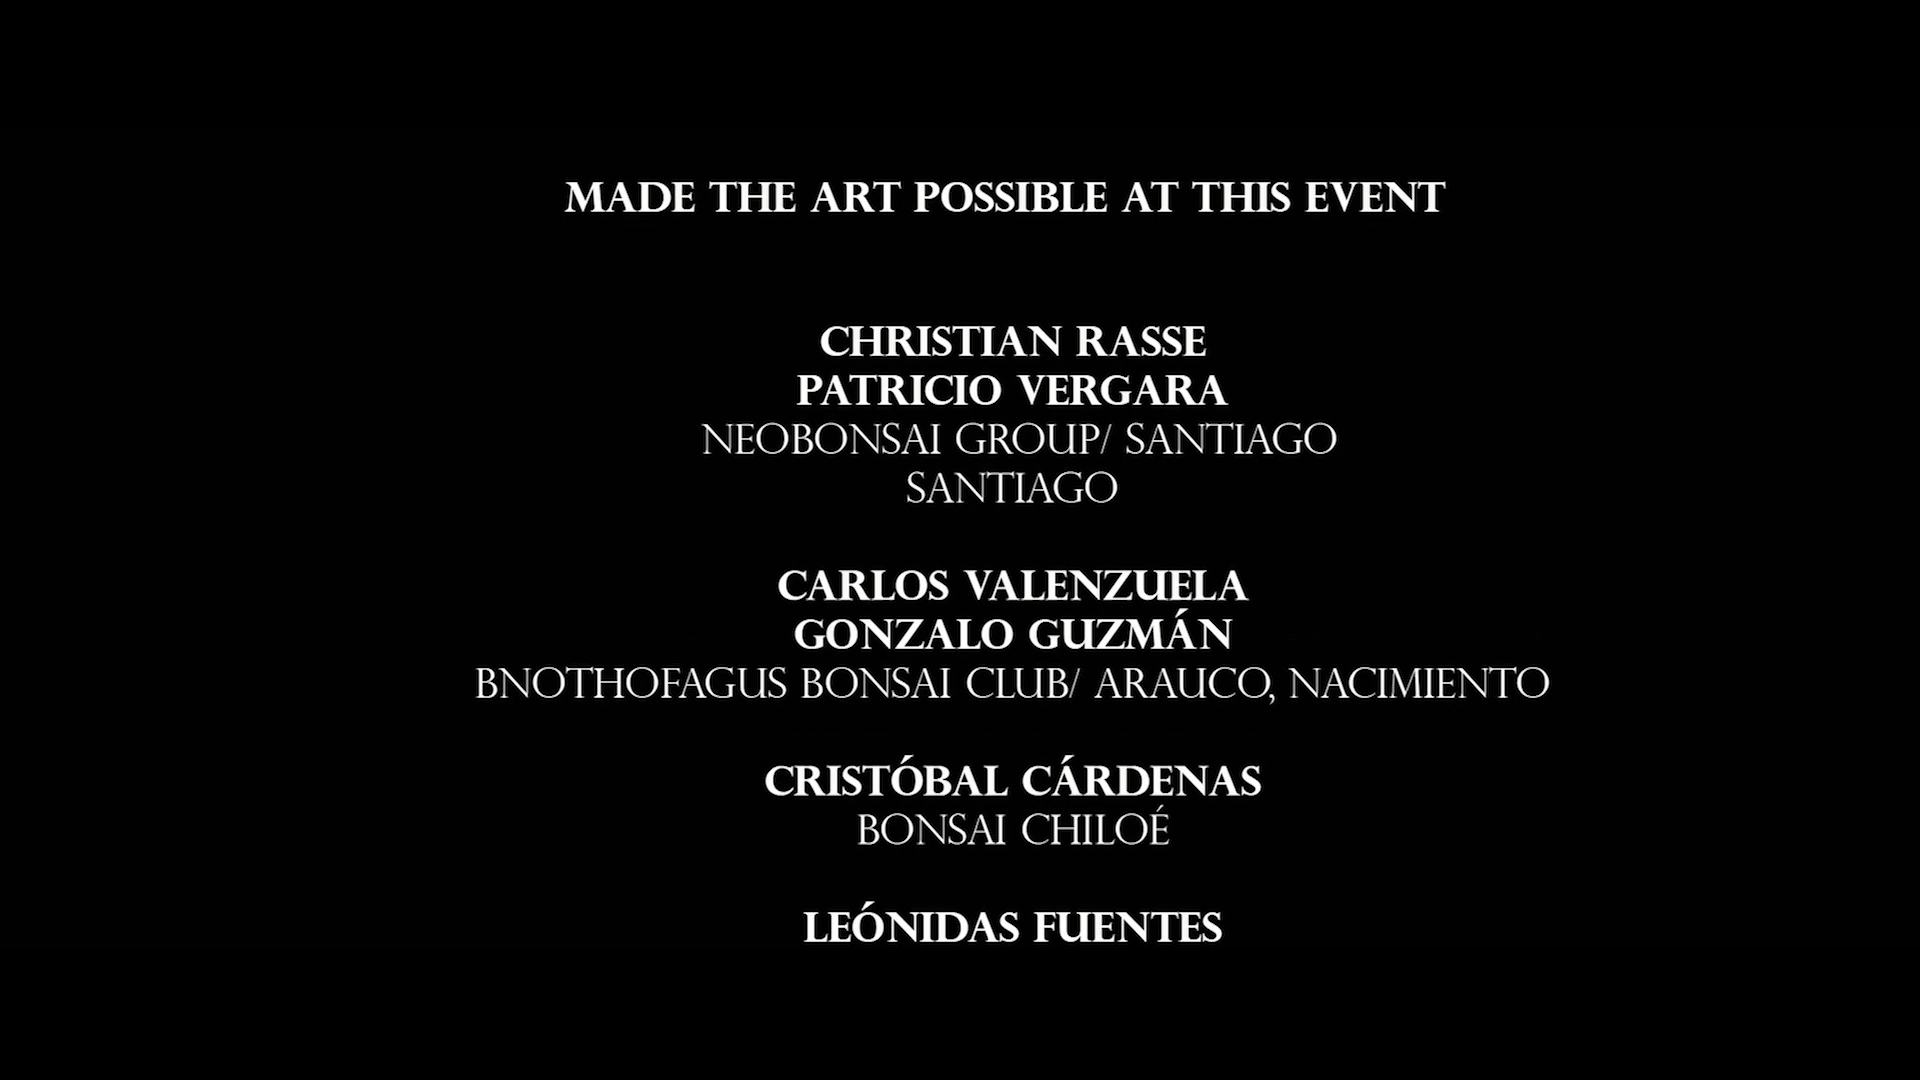 MADE THE ART POSSIBLE AT THIS EVENT
CHRISTIAN RASSE
PATRICIO VERGARA
NEOBONSAI GROUP/ SANTIAGO
SANTIAGO
CARLOS VALENZUELA
GONZALO GUZMÁN
BNOTHOFAGUS BONSAI CLUB/ ARAUCO, NACIMIENTO
CRISTÓBAL CÁRDENAS
BONSAI CHILOÉ
LEÓNIDAS FUENTES